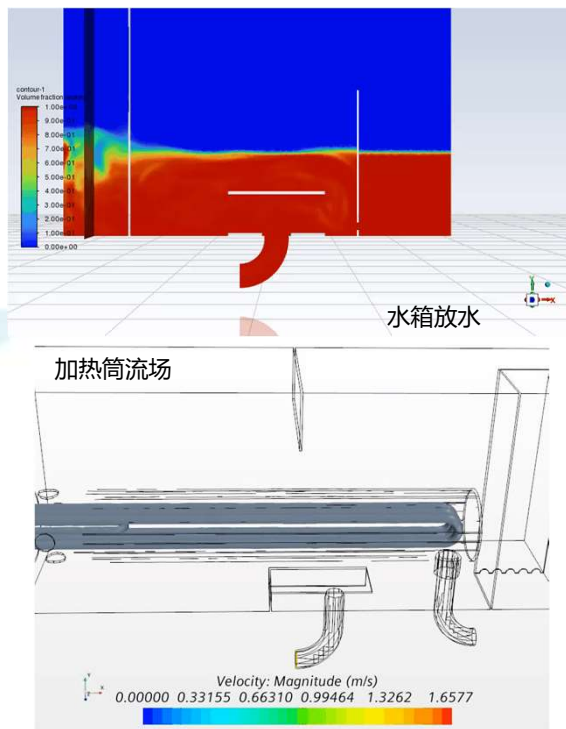 contour-1
Volume fraction
1.00e+00
9.00e-01
8.00e-01
7.00e-01
6.00e-01
5.00e-01
4.00e-01
3.00e-01
2.00e-01
1.00e-01
0.00e+00
水箱放水
加热筒流场
Velocity: Magnitude (m/s)
0.00000 0.33155 0.66310 0.99464 1.3262 1.6577